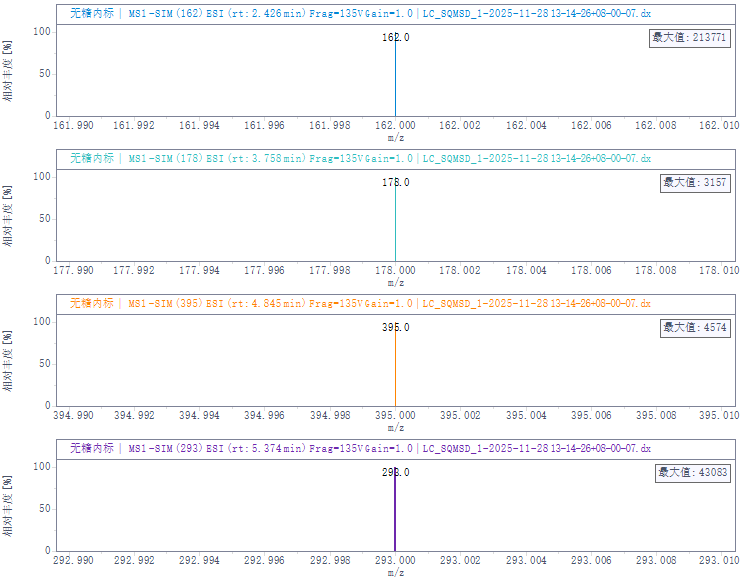 无糖内标 | MS1-SIM (162) ESI (rt: 2.426 min) Frag=135V Gain=1.0 | LC_SQMSD_1-2025-11-28 13-14-26+08-00-07.dx
最大值: 213771
162.0
相对丰度 [%]
100
50
0
161.990 161.992 161.994 161.996 161.998 162.000 162.002 162.004 162.006 162.008 162.010
m/z
无糖内标 | MS1-SIM (178) ESI (rt: 3.758 min) Frag=135V Gain=1.0 | LC_SQMSD_1-2025-11-28 13-14-26+08-00-07.dx
最大值: 3157
178.0
相对丰度 [%]
100
50
0
177.990 177.992 177.994 177.996 177.998 178.000 178.002 178.004 178.006 178.008 178.010
m/z
无糖内标 | MS1-SIM (395) ESI (rt: 4.845 min) Frag=135V Gain=1.0 | LC_SQMSD_1-2025-11-28 13-14-26+08-00-07.dx
最大值: 4574
395.0
相对丰度 [%]
100
50
0
394.990 394.992 394.994 394.996 394.998 395.000 395.002 395.004 395.006 395.008 395.010
m/z
无糖内标 | MS1-SIM (293) ESI (rt: 5.374 min) Frag=135V Gain=1.0 | LC_SQMSD_1-2025-11-28 13-14-26+08-00-07.dx
最大值: 43083
293.0
相对丰度 [%]
100
50
0
292.990 292.992 292.994 292.996 292.998 293.000 293.002 293.004 293.006 293.008 293.010
m/z